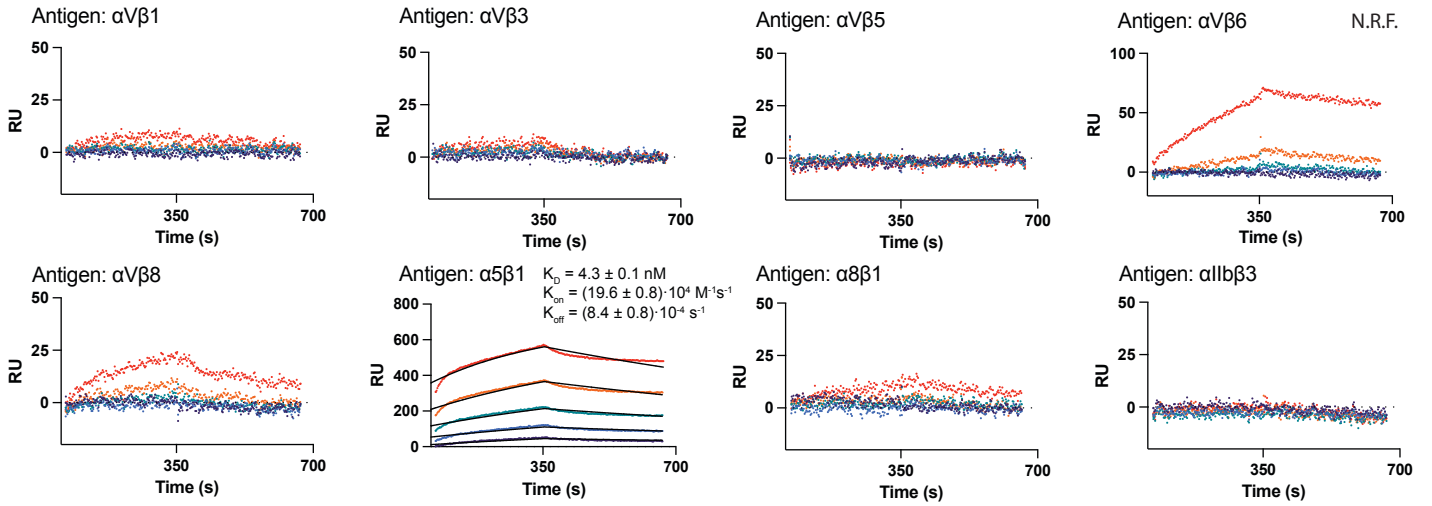 Antigen: αVβ1
50
25
0
RU
350
700
Time (s)
Antigen: αVβ3
50
25
0
RU
350
700
Time (s)
Antigen: αVβ5
50
25
0
RU
350
700
Time (s)
Antigen: αVβ6
N.R.F.
100
50
0
RU
350
700
Time (s)
Antigen: αVβ8
50
25
0
RU
350
700
Time (s)
Antigen: α5β1
K_D = 4.3 ± 0.1 nM
K_on = (19.6 ± 0.8)·10⁴ M⁻¹s⁻¹
K_off = (8.4 ± 0.8)·10⁻⁴ s⁻¹
800
600
400
200
0
RU
350
700
Time (s)
Antigen: α8β1
50
25
0
RU
350
700
Time (s)
Antigen: αIIbβ3
50
25
0
RU
350
700
Time (s)